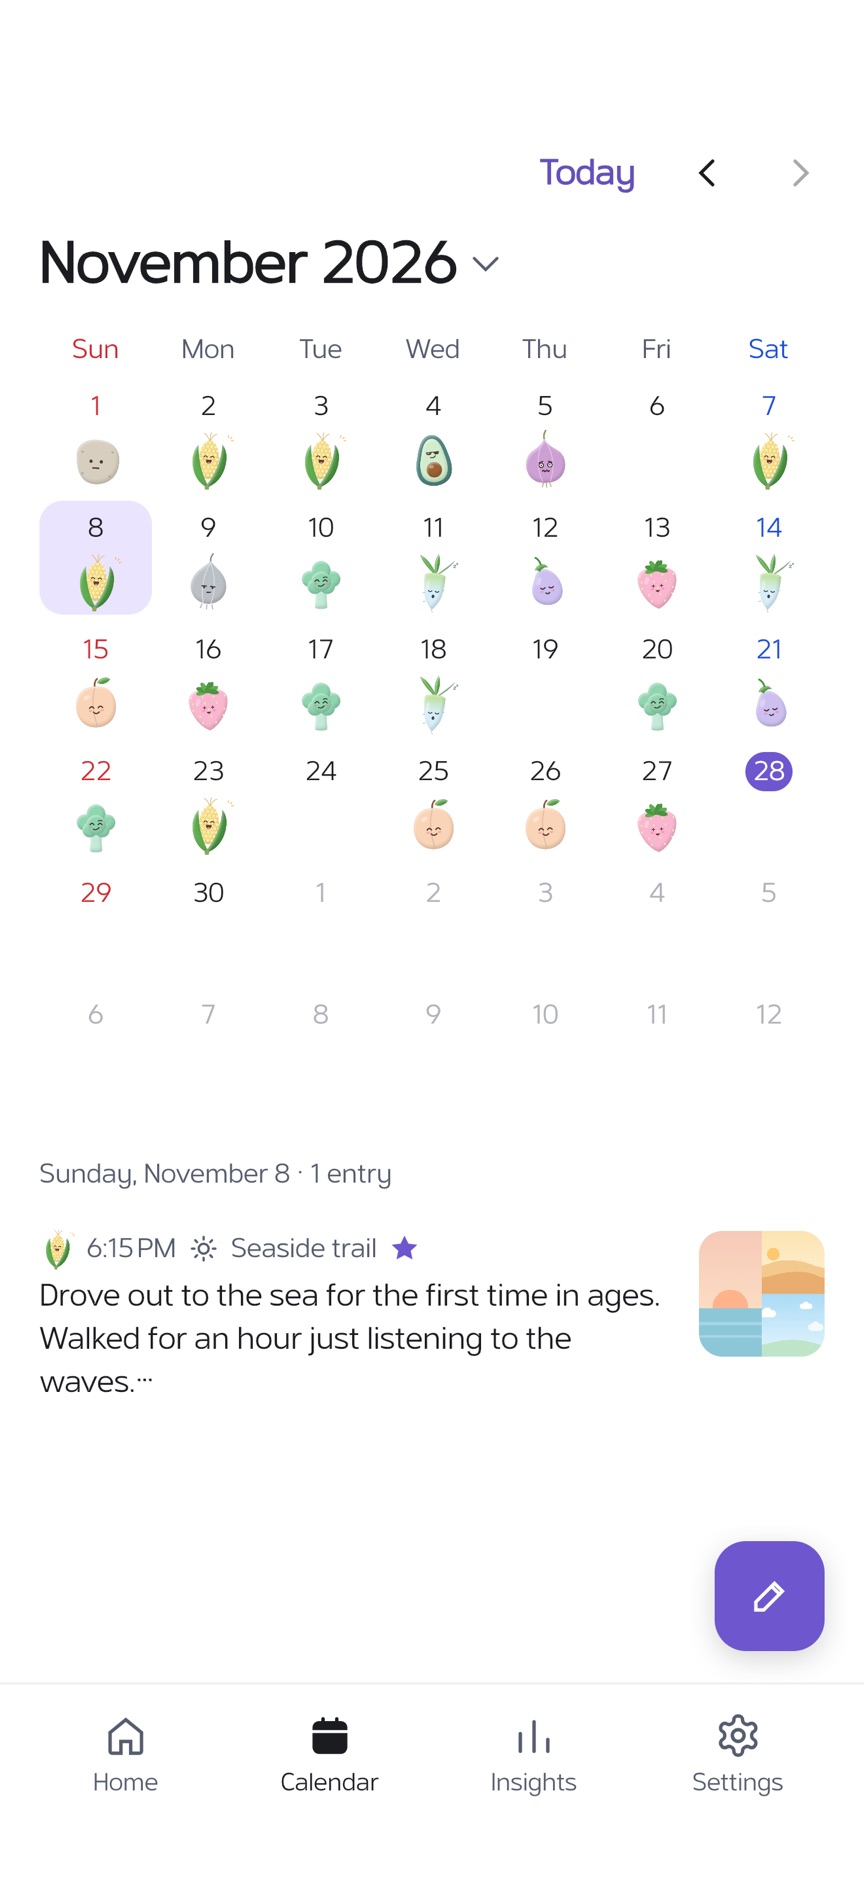 Today
November 2026
Sun Mon Tue Wed Thu Fri Sat
1 2 3 4 5 6 7
8 9 10 11 12 13 14
15 16 17 18 19 20 21
22 23 24 25 26 27 28
29 30 1 2 3 4 5
6 7 8 9 10 11 12
Sunday, November 8 · 1 entry
6:15 PM Seaside trail
Drove out to the sea for the first time in ages.
Walked for an hour just listening to the
waves.…
Home Calendar Insights Settings